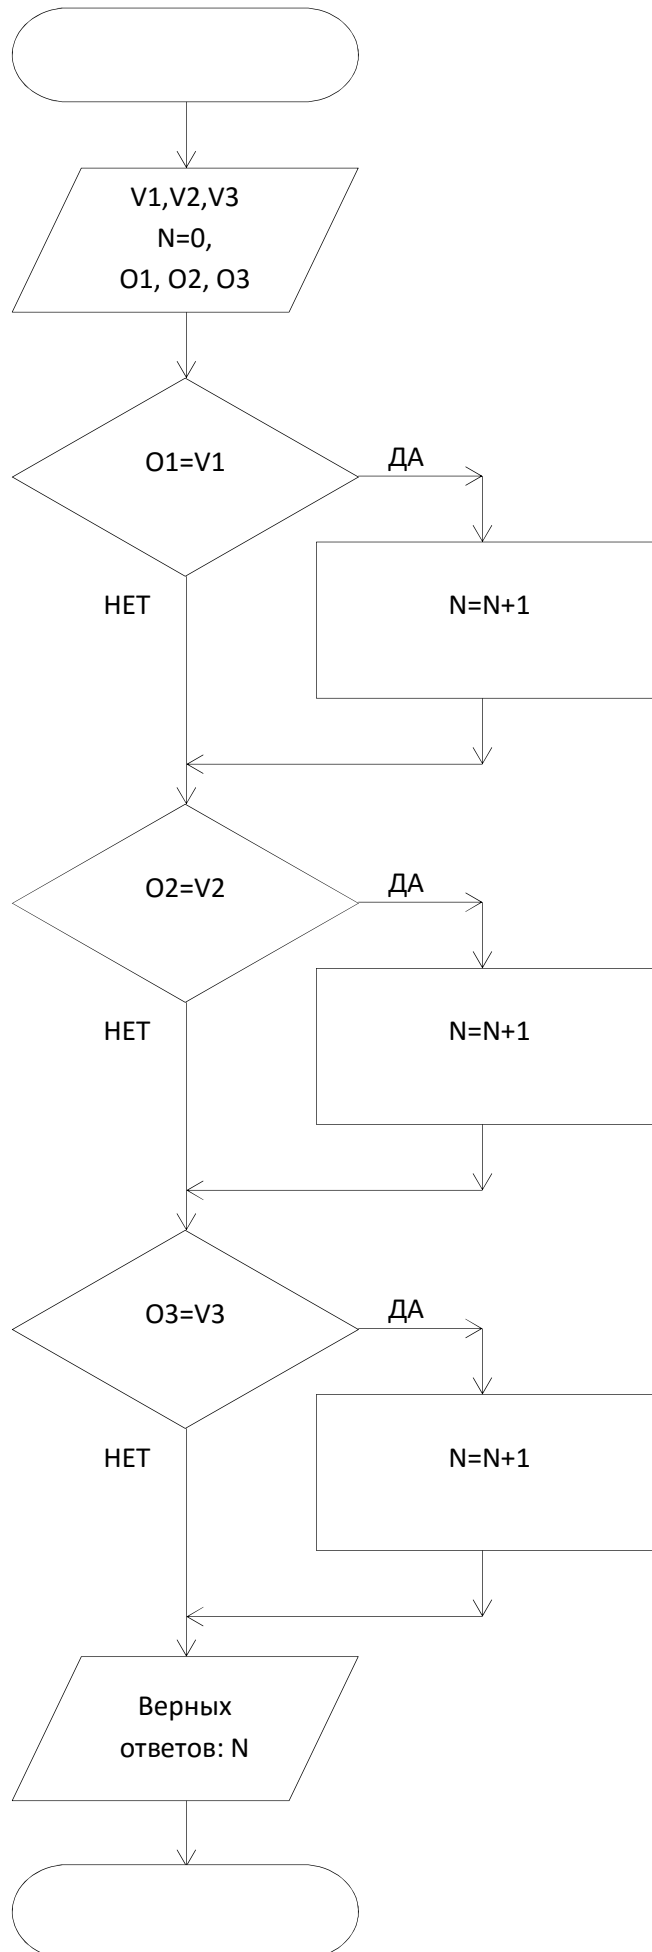 V1,V2,V3
N=0,
O1, O2, O3
O1=V1
ДА
НЕТ
N=N+1
O2=V2
ДА
НЕТ
N=N+1
O3=V3
ДА
НЕТ
N=N+1
Верных
ответов: N